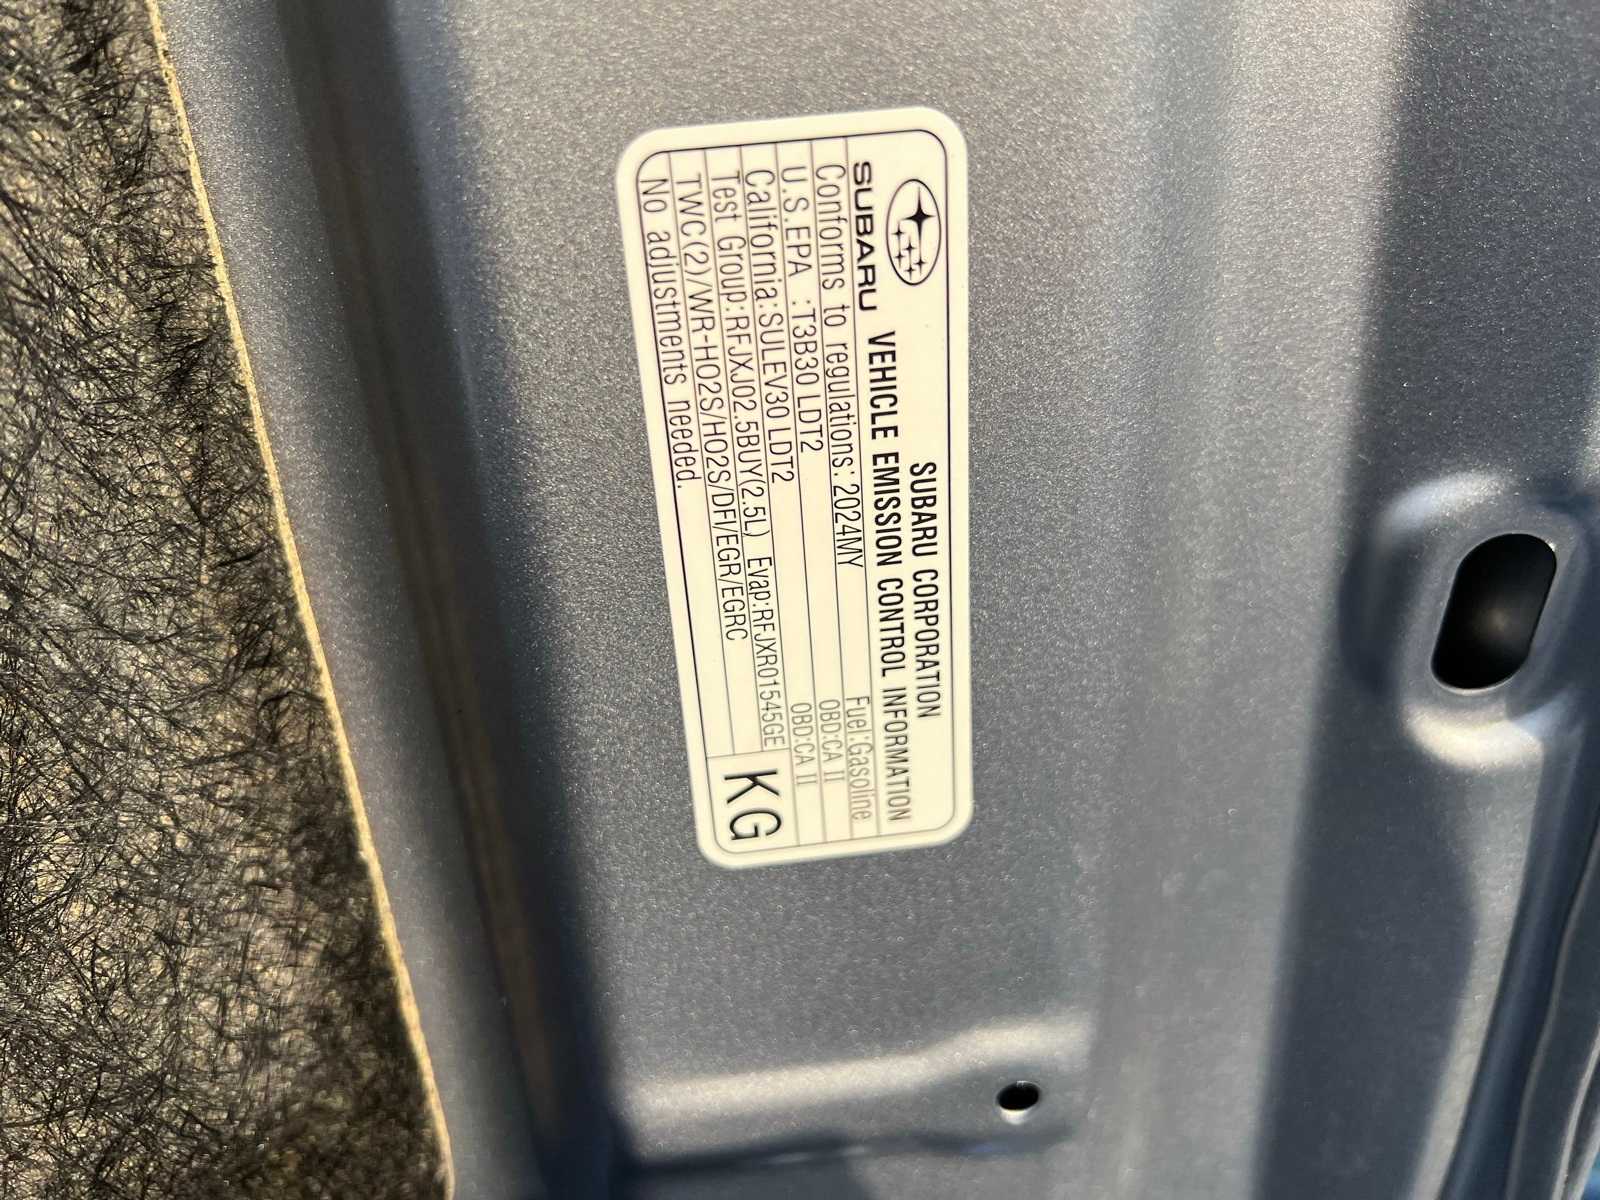 SUBARU
SUBARU CORPORATION
VEHICLE EMISSION CONTROL INFORMATION
Conforms to regulations: 2024MY Fuel:Gasoline
U.S.EPA :T3B30 LDT2 OBD:CA II
California:SULEV30 LDT2 OBD:CA II
Test Group:RFJXJ02.5BUY(2.5L) Evap:RFJXR01545GE
TWC(2)/WR-HO2S/HO2S/DFI/EGR/EGRC
No adjustments needed.
KG